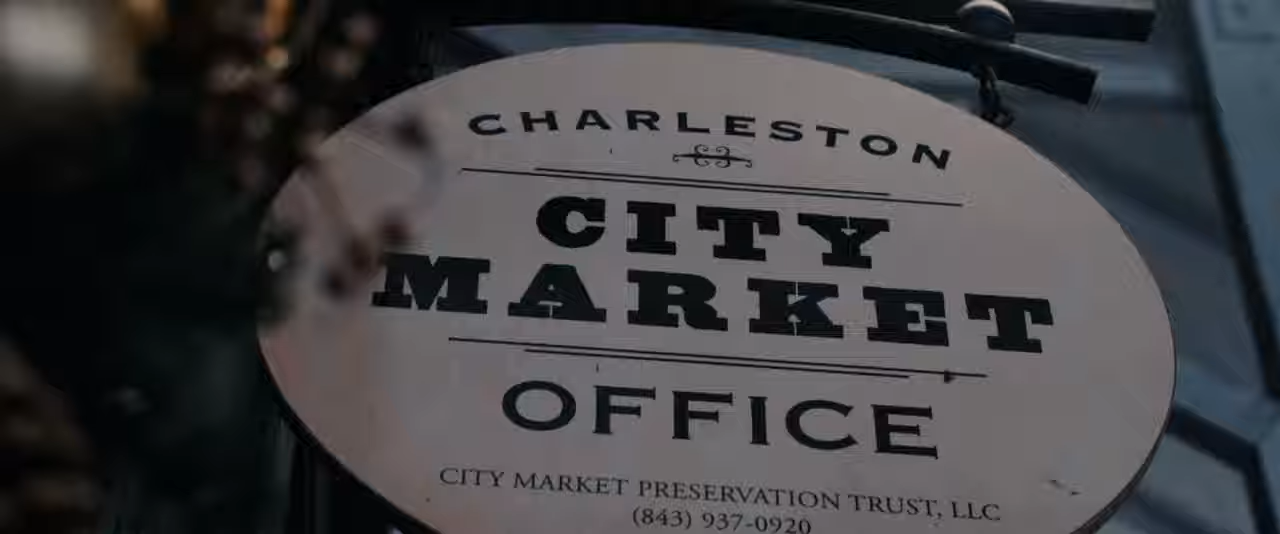 CHARLESTON
CITY
MARKET
OFFICE
CITY MARKET PRESERVATION TRUST, LLC
(843) 937-0920